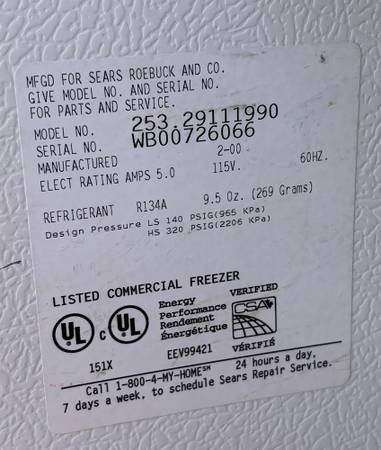 MFGD FOR SEARS ROEBUCK AND CO.
GIVE MODEL NO. AND SERIAL NO.
FOR PARTS AND SERVICE.
MODEL NO. 253.29111990
SERIAL NO. WB00726066
MANUFACTURED 2-00
ELECT RATING AMPS 5.0 115V. 60HZ.
REFRIGERANT R134A 9.5 Oz. (269 Grams)
Design Pressure LS 140 PSIG(965 KPa)
HS 320 PSIG(2206 KPa)
LISTED COMMERCIAL FREEZER
UL
C UL
Energy
Performance
Rendement
Énergétique
VERIFIED
CSA
VERIFIÉ
151X EEV99421
Call 1-800-4-MY-HOME℠ 24 hours a day,
7 days a week, to schedule Sears Repair Service.